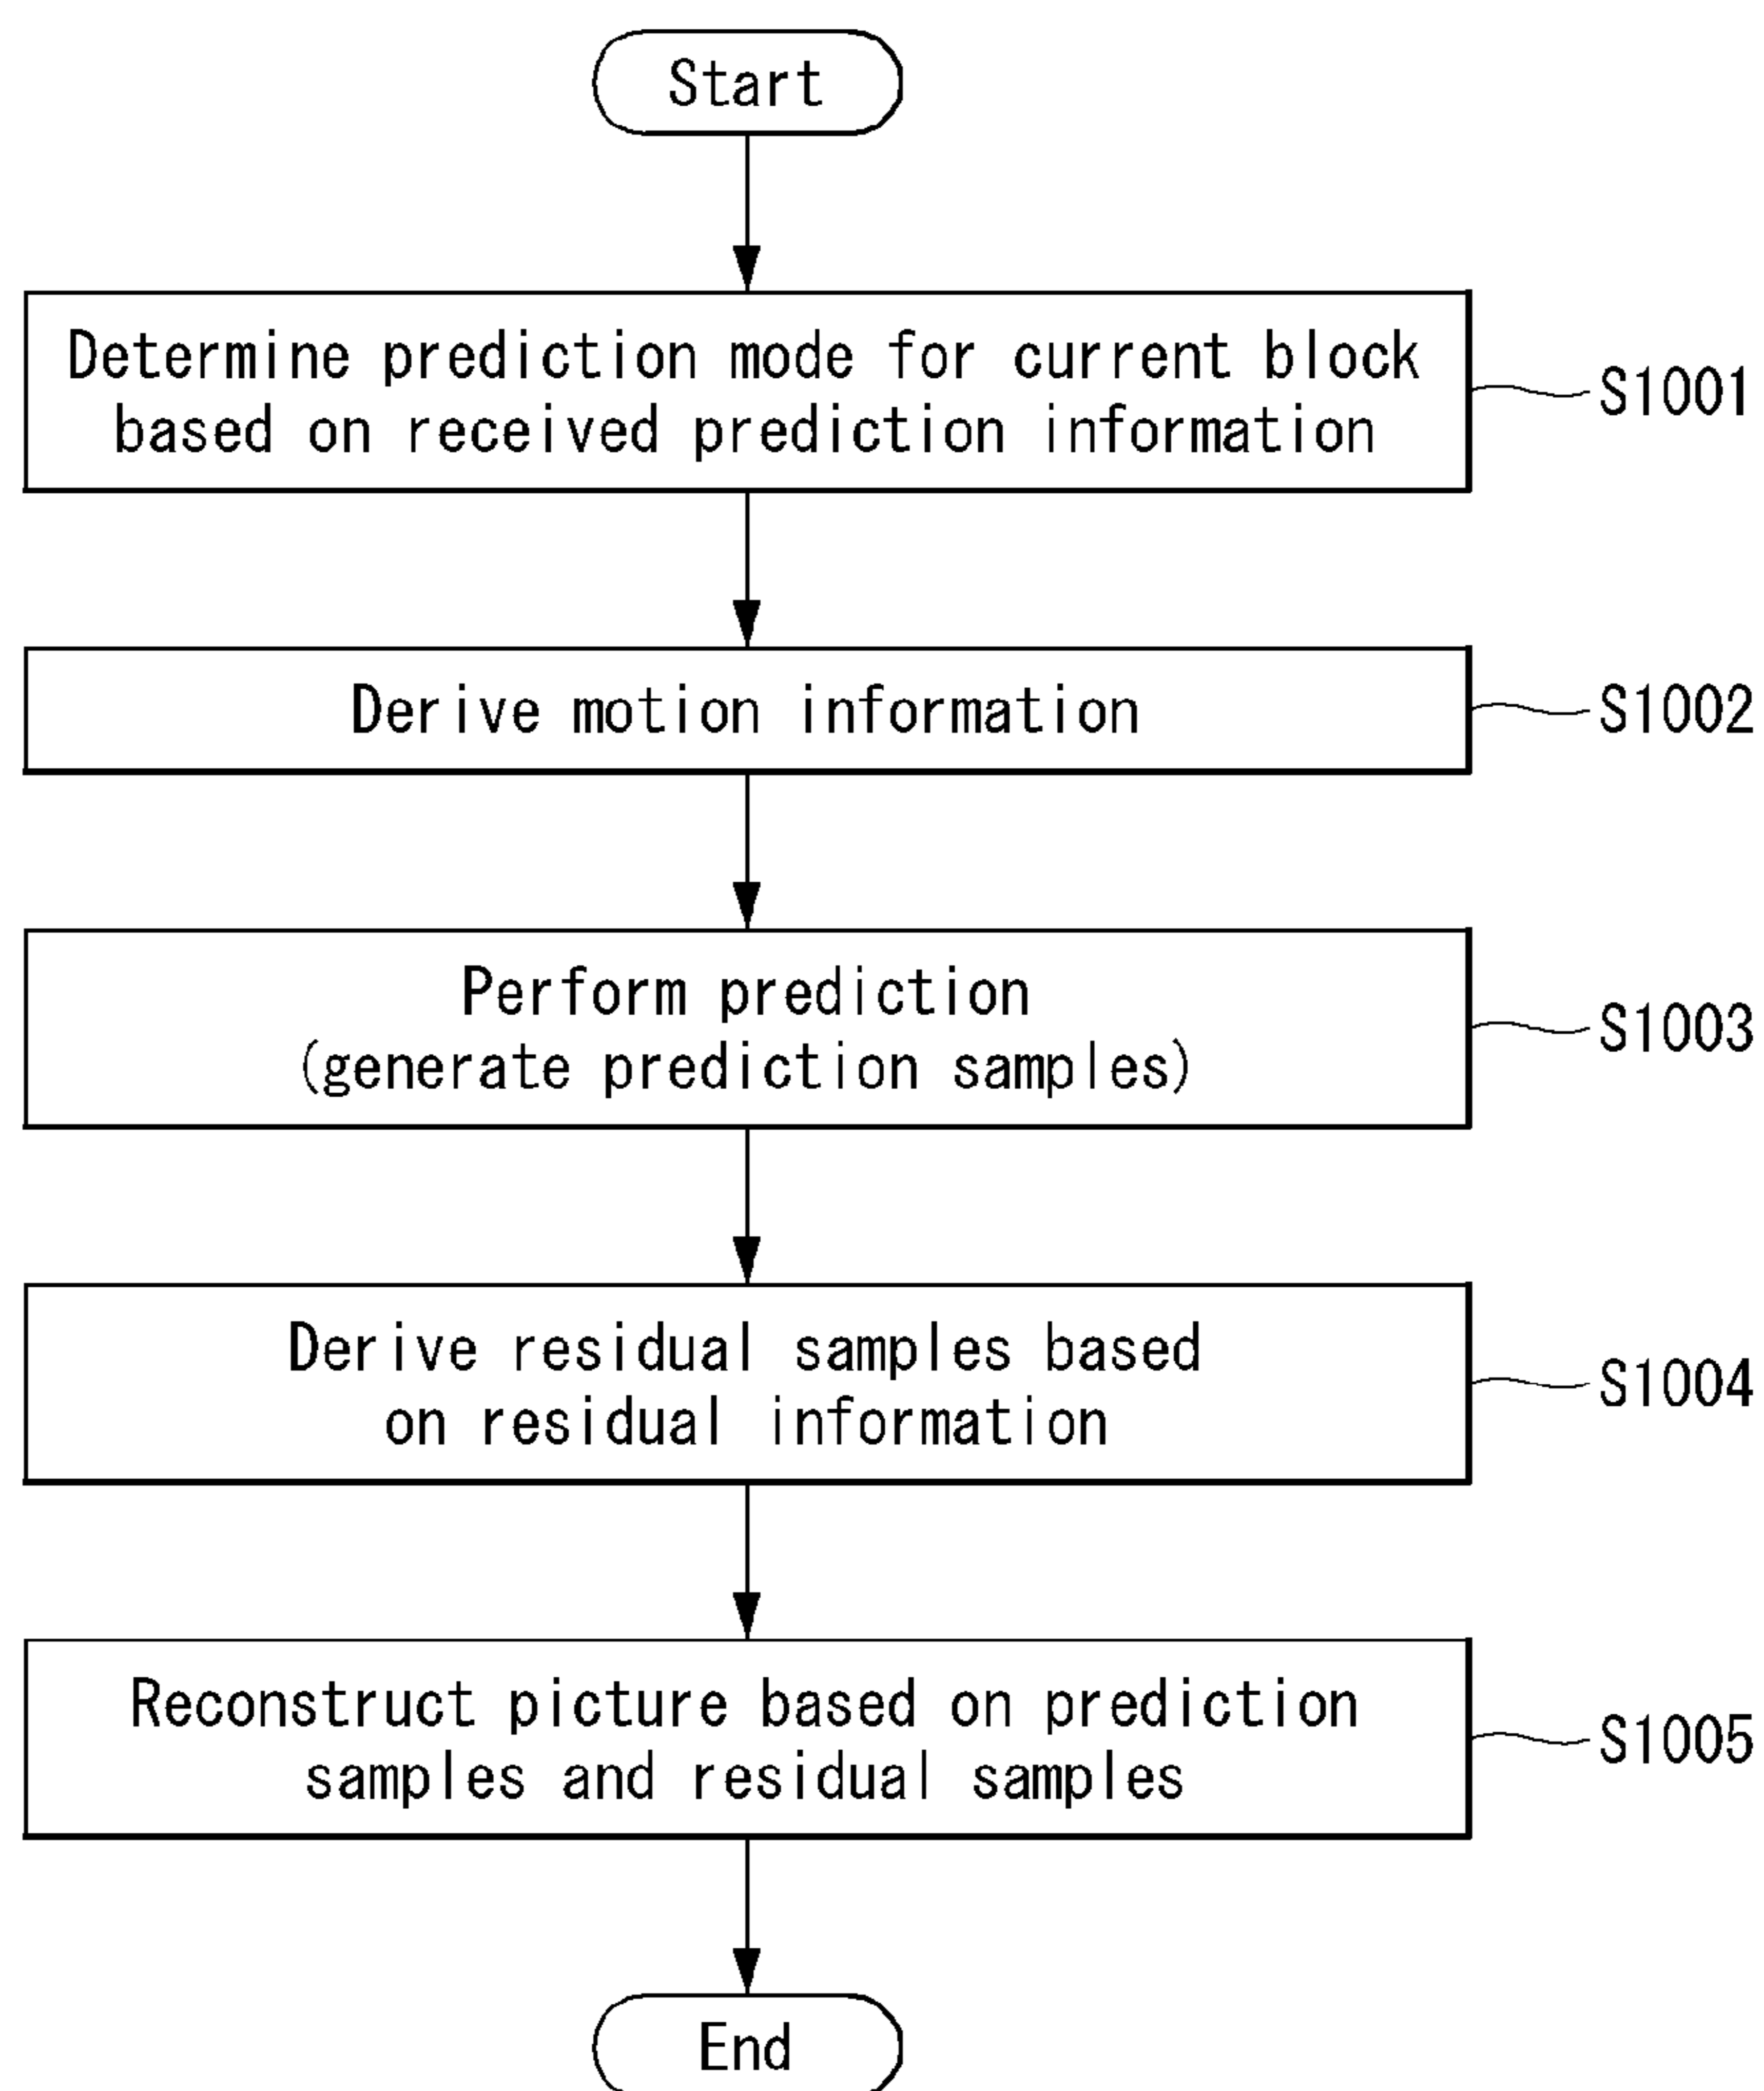 Start
Determine prediction mode for current block
based on received prediction information
S1001
Derive motion information
S1002
Perform prediction
(generate prediction samples)
S1003
Derive residual samples based
on residual information
S1004
Reconstruct picture based on prediction
samples and residual samples
S1005
End